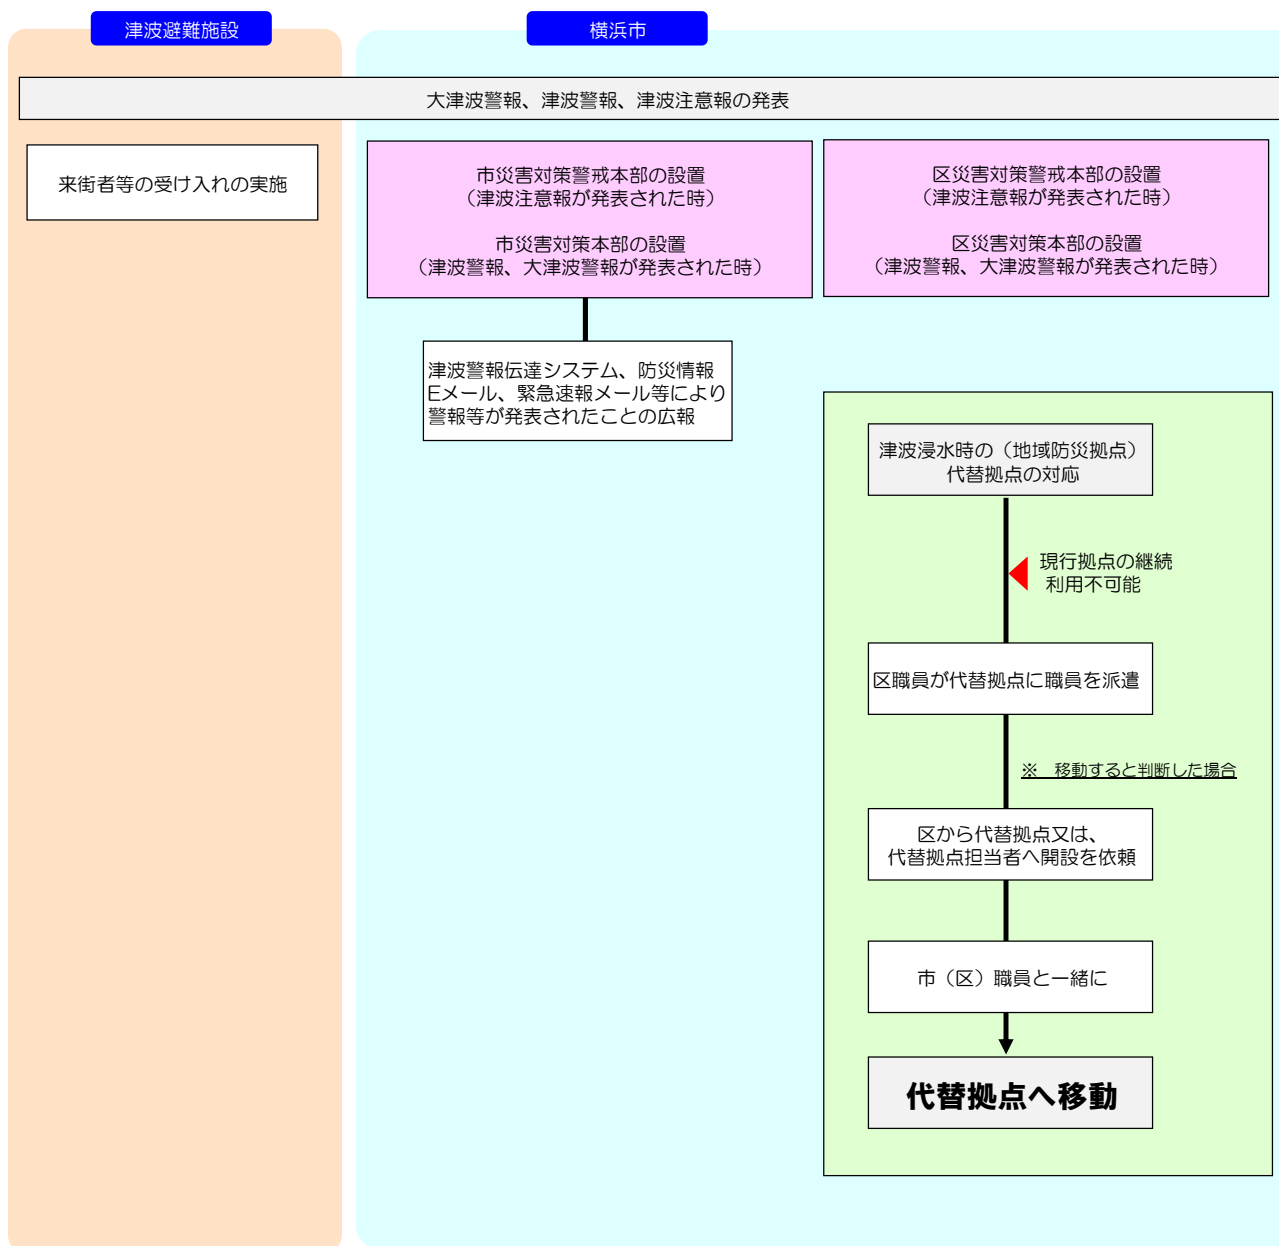 津波避難施設
横浜市
大津波警報、津波警報、津波注意報の発表
来街者等の受け入れの実施
市災害対策警戒本部の設置
（津波注意報が発表された時）
市災害対策本部の設置
（津波警報、大津波警報が発表された時）
区災害対策警戒本部の設置
（津波注意報が発表された時）
区災害対策本部の設置
（津波警報、大津波警報が発表された時）
津波警報伝達システム、防災情報
Eメール、緊急速報メール等により
警報等が発表されたことの広報
津波浸水時の（地域防災拠点）
代替拠点の対応
現行拠点の継続
利用不可能
区職員が代替拠点に職員を派遣
※　移動すると判断した場合
区から代替拠点又は、
代替拠点担当者へ開設を依頼
市（区）職員と一緒に
代替拠点へ移動